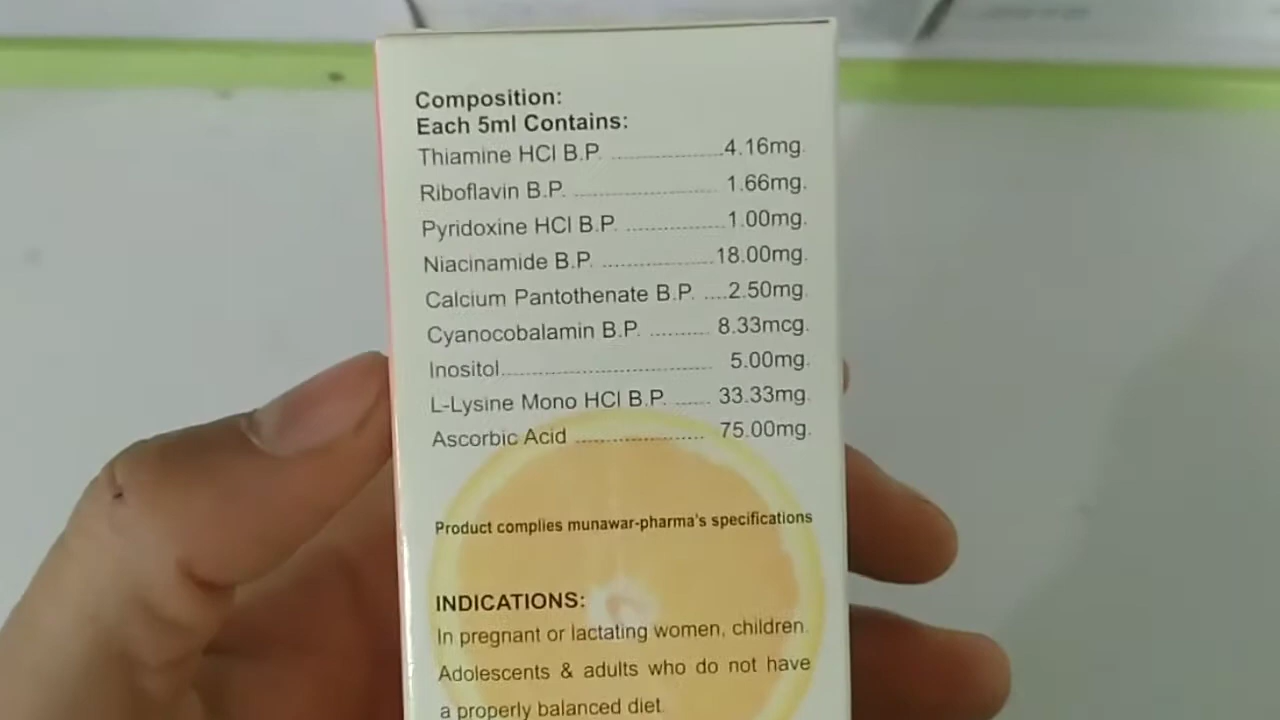 Composition:
Each 5ml Contains:
Thiamine HCl B.P. ........................4.16mg.
Riboflavin B.P. ............................... 1.66mg.
Pyridoxine HCl B.P. .....................1.00mg.
Niacinamide B.P. ........................18.00mg.
Calcium Pantothenate B.P. ....2.50mg.
Cyanocobalamin B.P. ............ 8.33mcg.
Inositol............................................ 5.00mg.
L-Lysine Mono HCl B.P. ....... 33.33mg.
Ascorbic Acid ........................... 75.00mg.
Product complies munawar-pharma's specifications
INDICATIONS:
In pregnant or lactating women, children.
Adolescents & adults who do not have
a properly balanced diet.